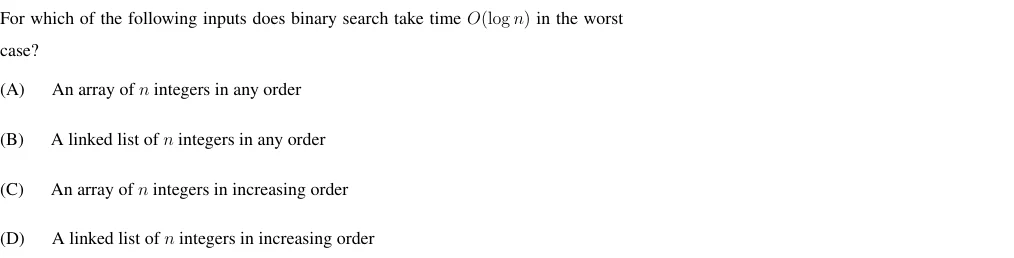 For which of the following inputs does binary search take time O(log n) in the worst
case?
(A) An array of n integers in any order
(B) A linked list of n integers in any order
(C) An array of n integers in increasing order
(D) A linked list of n integers in increasing order